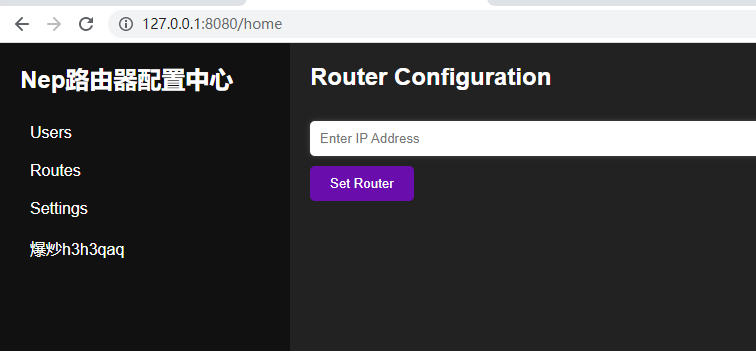 127.0.0.1:8080/home
Nep路由器配置中心
Users
Routes
Settings
爆炒h3h3qaq
Router Configuration
Enter IP Address
Set Router